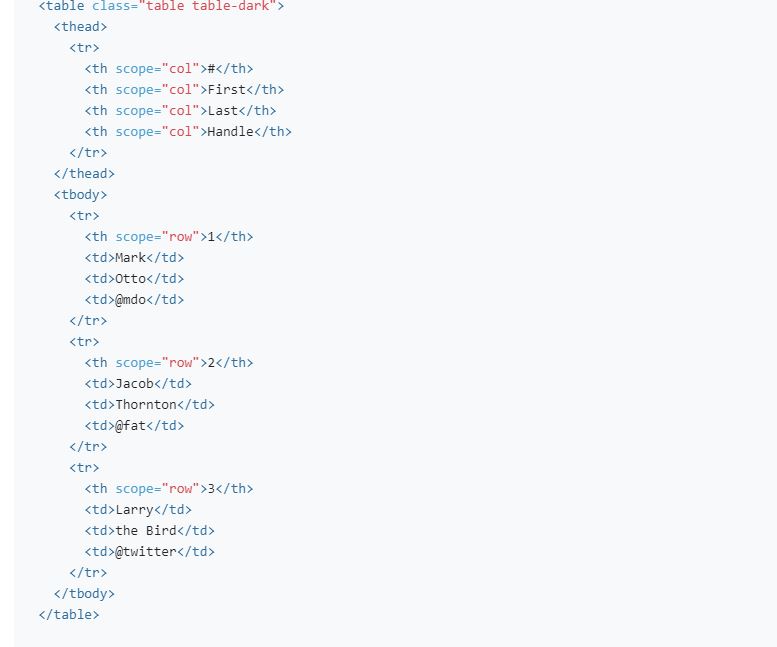 <table class="table table-dark">
<thead>
<tr>
<th scope="col">#</th>
<th scope="col">First</th>
<th scope="col">Last</th>
<th scope="col">Handle</th>
</tr>
</thead>
<tbody>
<tr>
<th scope="row">1</th>
<td>Mark</td>
<td>Otto</td>
<td>@mdo</td>
</tr>
<tr>
<th scope="row">2</th>
<td>Jacob</td>
<td>Thornton</td>
<td>@fat</td>
</tr>
<tr>
<th scope="row">3</th>
<td>Larry</td>
<td>the Bird</td>
<td>@twitter</td>
</tr>
</tbody>
</table>